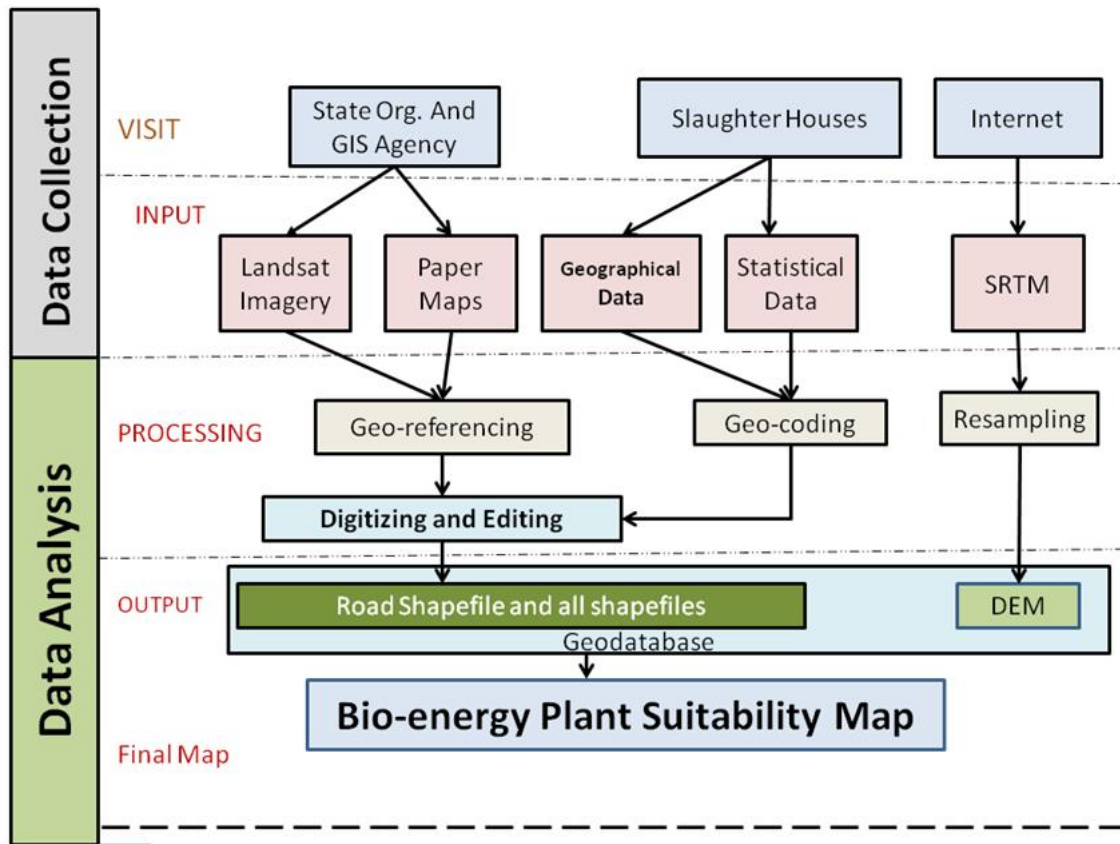 Data Collection
VISIT
State Org. And
GIS Agency
Slaughter Houses
Internet
INPUT
Landsat
Imagery
Paper
Maps
Geographical
Data
Statistical
Data
SRTM
Data Analysis
PROCESSING
Geo-referencing
Geo-coding
Resampling
Digitizing and Editing
OUTPUT
Road Shapefile and all shapefiles
DEM
Geodatabase
Bio-energy Plant Suitability Map
Final Map